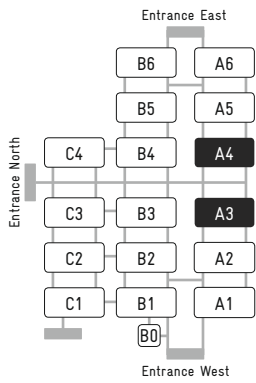 Entrance East
B6 A6
B5 A5
C4 B4 A4
Entrance North
C3 B3 A3
C2 B2 A2
C1 B1 A1
B0
Entrance West